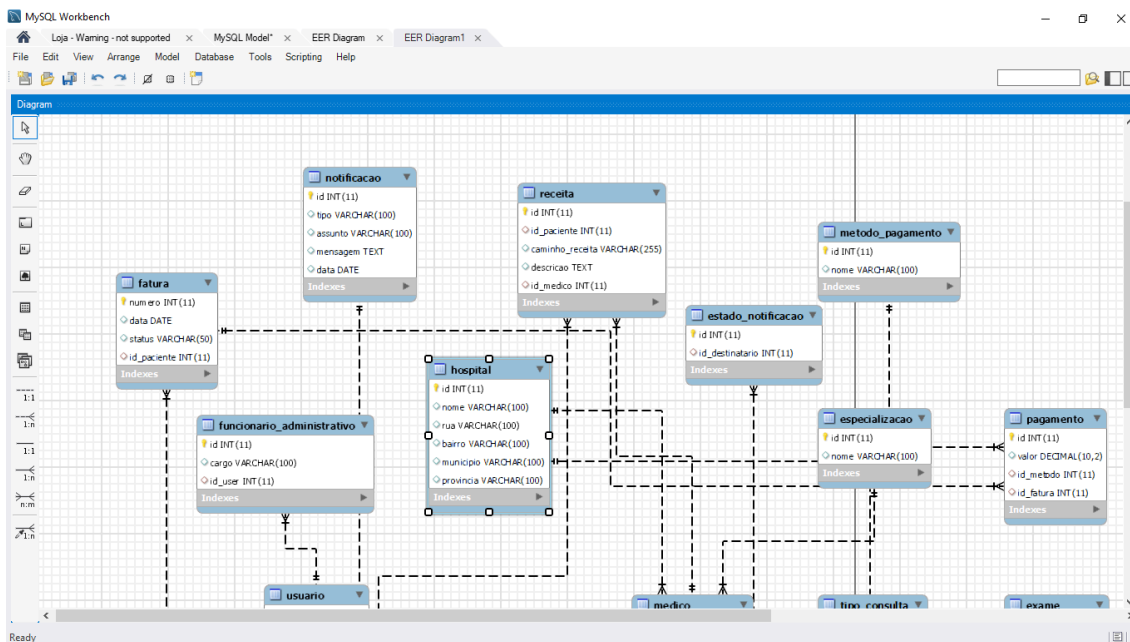 MySQL Workbench
Loja - Warning - not supported
MySQL Model*
EER Diagram
EER Diagram1
File Edit View Arrange Model Database Tools Scripting Help
Diagram
notificacao
id INT(11)
tipo VARCHAR(100)
assunto VARCHAR(100)
mensagem TEXT
data DATE
Indexes
receita
id INT(11)
id_paciente INT(11)
caminho_receita VARCHAR(255)
descricao TEXT
id_medico INT(11)
Indexes
metodo_pagamento
id INT(11)
nome VARCHAR(100)
Indexes
fatura
numero INT(11)
data DATE
status VARCHAR(50)
id_paciente INT(11)
Indexes
estado_notificacao
id INT(11)
id_destinatario INT(11)
Indexes
hospital
id INT(11)
nome VARCHAR(100)
rua VARCHAR(100)
bairro VARCHAR(100)
municipio VARCHAR(100)
provincia VARCHAR(100)
Indexes
funcionario_administrativo
id INT(11)
cargo VARCHAR(100)
id_user INT(11)
Indexes
especializacao
id INT(11)
nome VARCHAR(100)
Indexes
pagamento
id INT(11)
valor DECIMAL(10,2)
id_metodo INT(11)
id_fatura INT(11)
Indexes
1:1
1:n
1:1
1:n
n:m
1:n
usuario
medico
tipo_consulta
exame
Ready